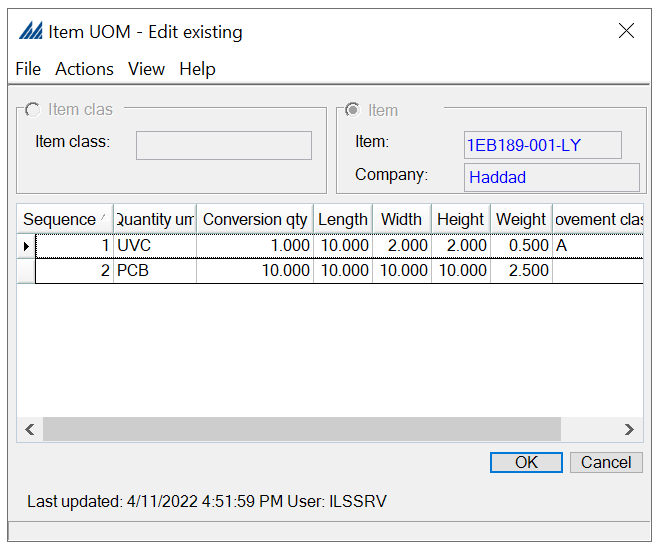 Item UOM - Edit existing
File Actions View Help
Item clas Item
Item class: Item: 1EB189-001-LY
Company: Haddad
Sequence Quantity um Conversion qty Length Width Height Weight ovement clas
1 UVC 1.000 10.000 2.000 2.000 0.500 A
2 PCB 10.000 10.000 10.000 10.000 2.500
OK Cancel
Last updated: 4/11/2022 4:51:59 PM User: ILSSRV